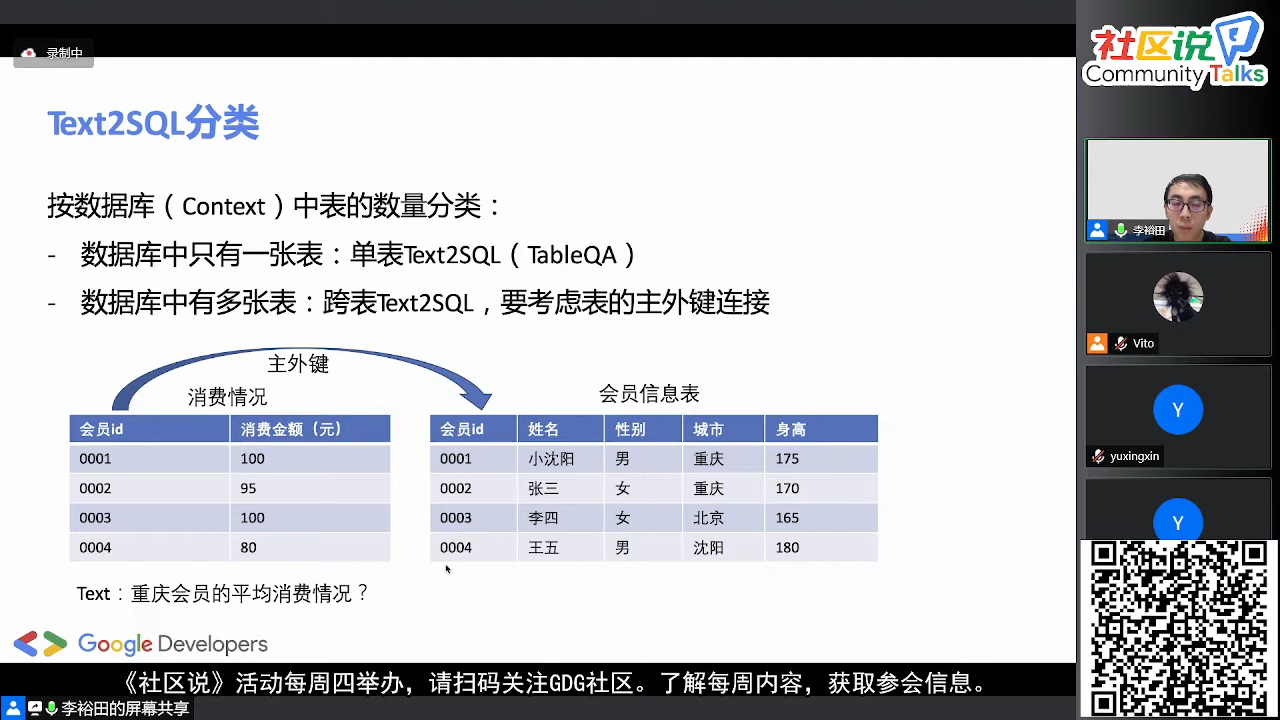 录制中
社区说
Community Talks
Text2SQL分类
按数据库（Context）中表的数量分类：
- 数据库中只有一张表：单表Text2SQL（TableQA）
- 数据库中有多张表：跨表Text2SQL，要考虑表的主外键连接
主外键
消费情况
会员id 消费金额（元）
0001 100
0002 95
0003 100
0004 80
会员信息表
会员id 姓名 性别 城市 身高
0001 小沈阳 男 重庆 175
0002 张三 女 重庆 170
0003 李四 女 北京 165
0004 王五 男 沈阳 180
Text：重庆会员的平均消费情况？
Google Developers
李裕田
Vito
Y
yuxingxin
Y
《社区说》活动每周四举办，请扫码关注GDG社区。了解每周内容，获取参会信息。
李裕田的屏幕共享